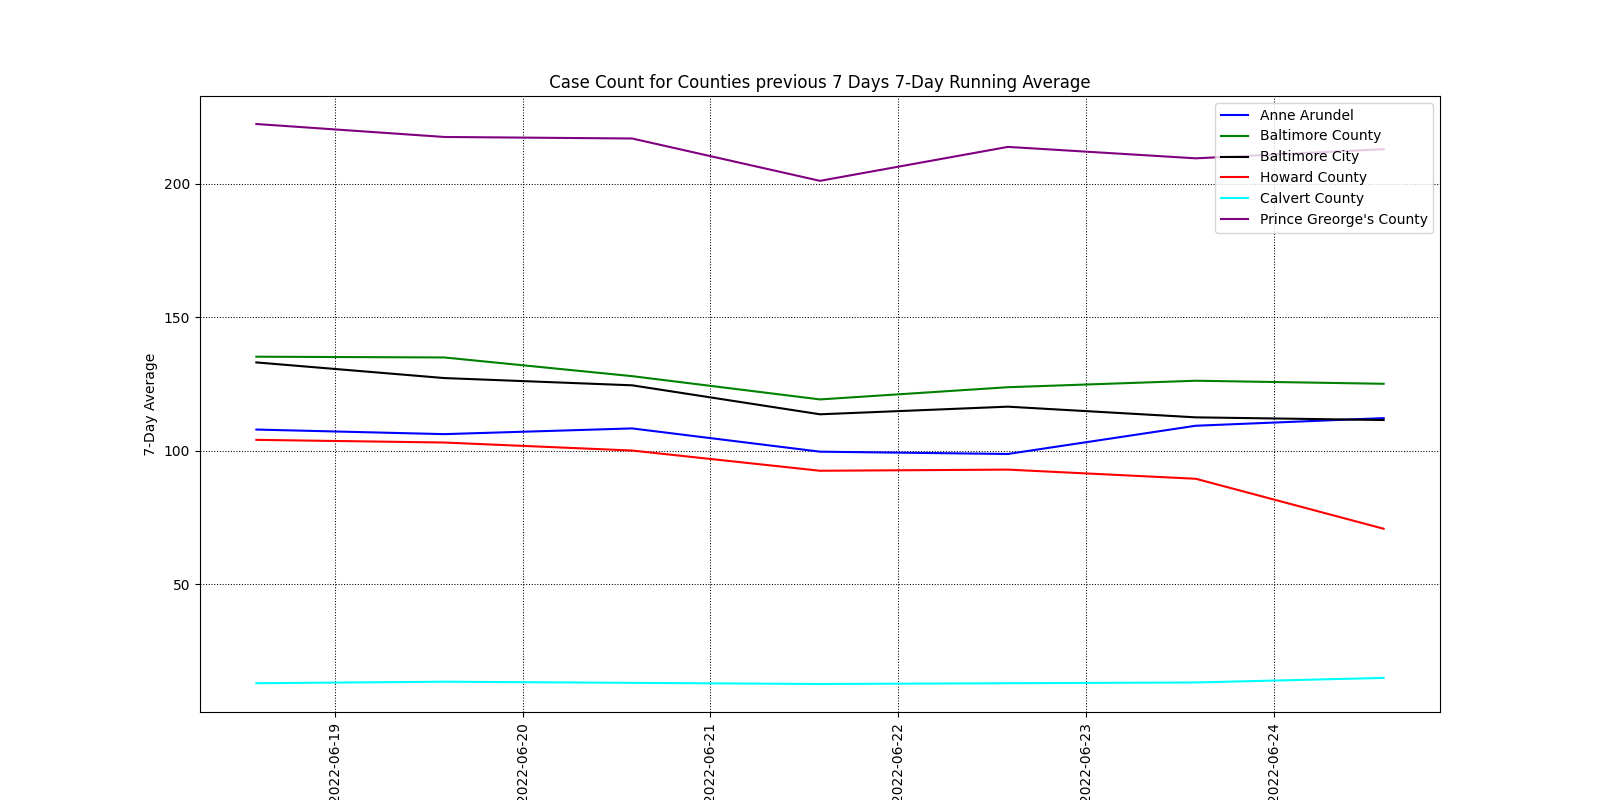 Case Count for Counties previous 7 Days 7-Day Running Average
Anne Arundel
Baltimore County
Baltimore City
Howard County
Calvert County
Prince Greorge's County
7-Day Average
200
150
100
50
2022-06-19
2022-06-20
2022-06-21
2022-06-22
2022-06-23
2022-06-24